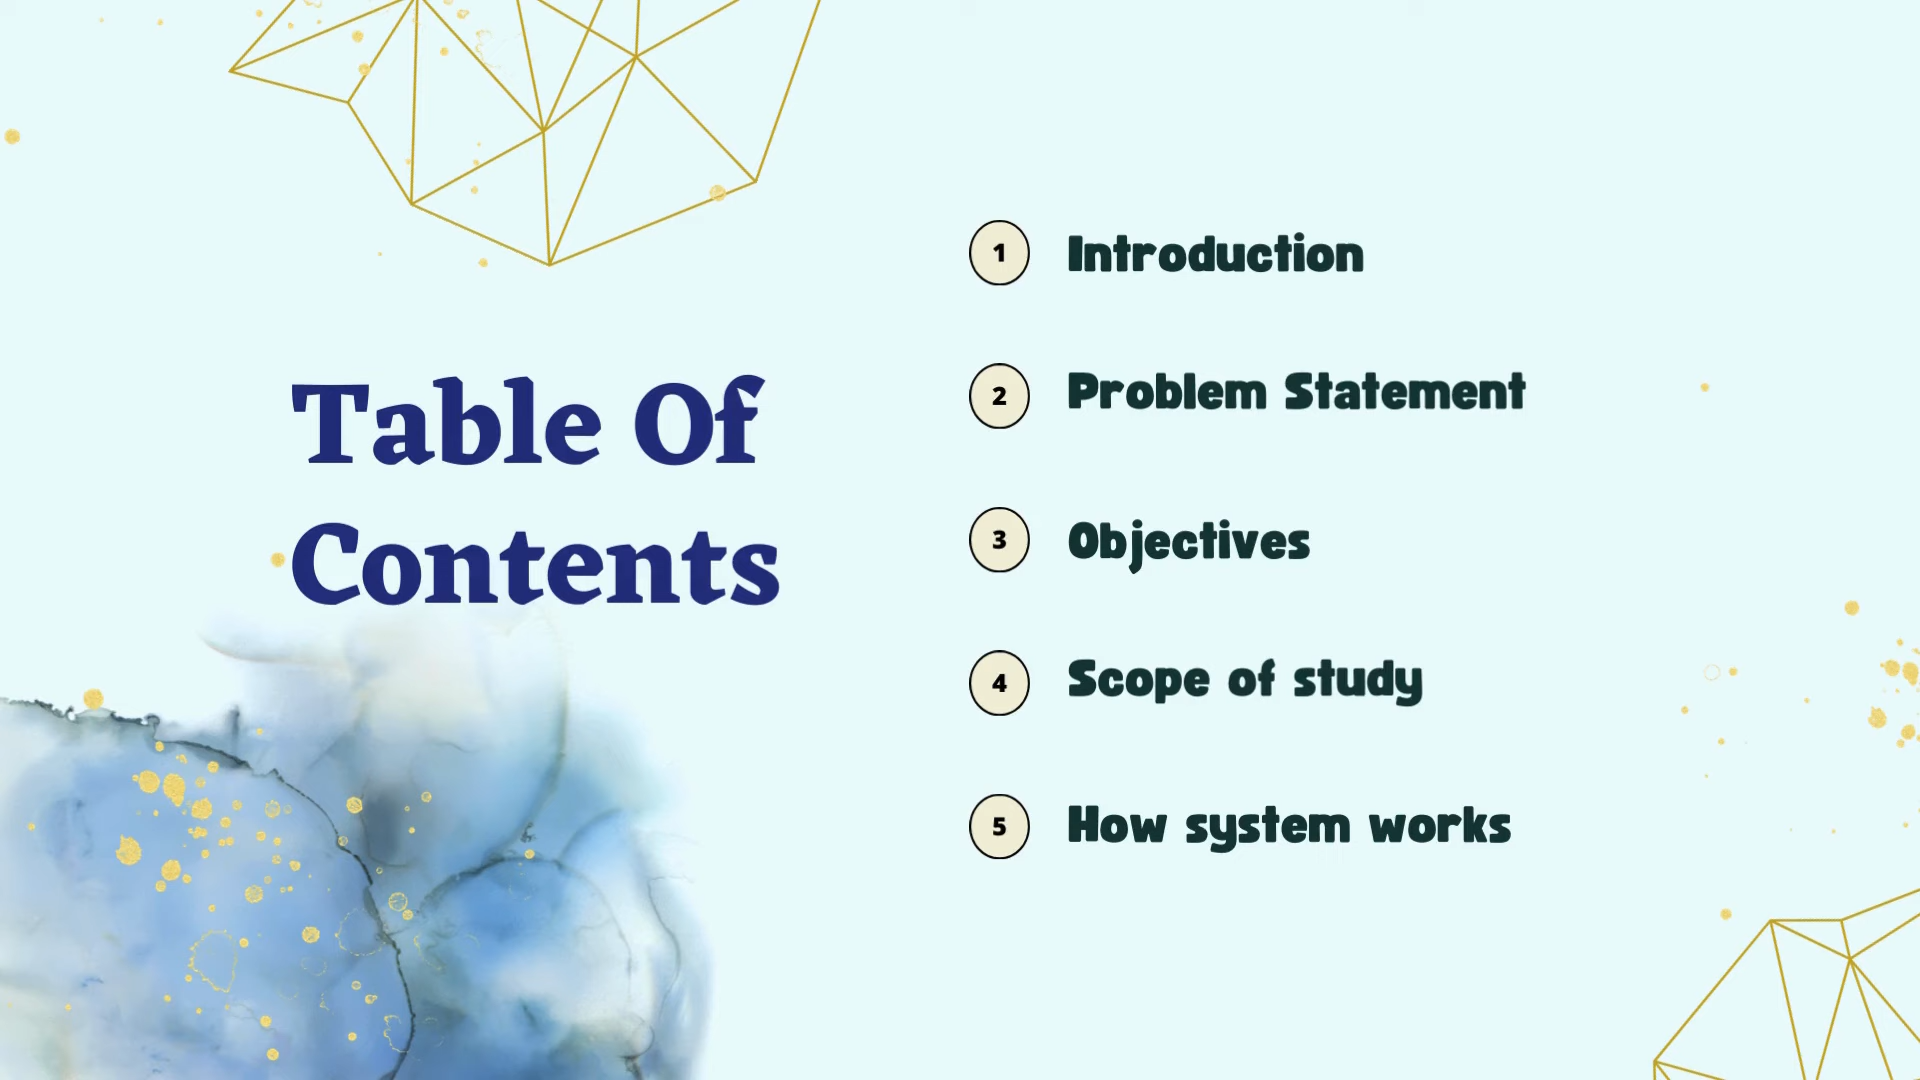 Table Of
Contents
1 Introduction
2 Problem Statement
3 Objectives
4 Scope of study
5 How system works